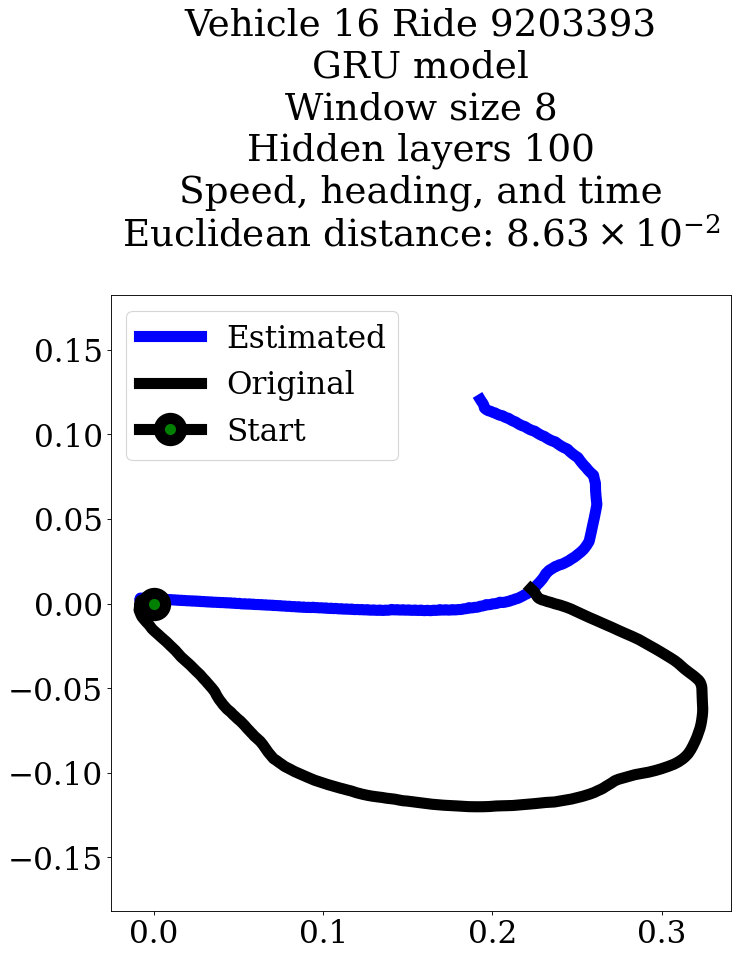 Vehicle 16 Ride 9203393
GRU model
Window size 8
Hidden layers 100
Speed, heading, and time
Euclidean distance: 8.63 × 10⁻²
Estimated
Original
Start
0.15
0.10
0.05
0.00
−0.05
−0.10
−0.15
0.0 0.1 0.2 0.3